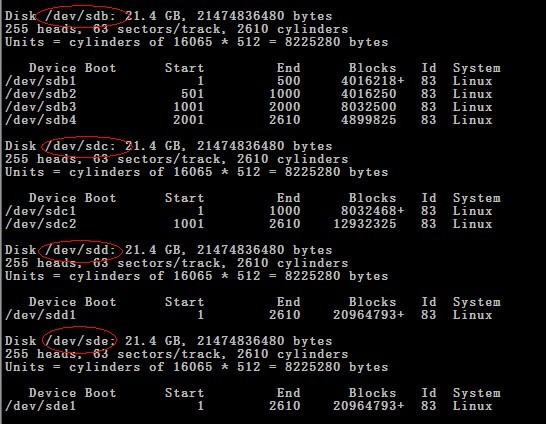 Disk /dev/sdb: 21.4 GB, 21474836480 bytes
255 heads, 63 sectors/track, 2610 cylinders
Units = cylinders of 16065 * 512 = 8225280 bytes
Device Boot Start End Blocks Id System
/dev/sdb1 1 500 4016218+ 83 Linux
/dev/sdb2 501 1000 4016250 83 Linux
/dev/sdb3 1001 2000 8032500 83 Linux
/dev/sdb4 2001 2610 4899825 83 Linux
Disk /dev/sdc: 21.4 GB, 21474836480 bytes
255 heads, 63 sectors/track, 2610 cylinders
Units = cylinders of 16065 * 512 = 8225280 bytes
Device Boot Start End Blocks Id System
/dev/sdc1 1 1000 8032468+ 83 Linux
/dev/sdc2 1001 2610 12932325 83 Linux
Disk /dev/sdd: 21.4 GB, 21474836480 bytes
255 heads, 63 sectors/track, 2610 cylinders
Units = cylinders of 16065 * 512 = 8225280 bytes
Device Boot Start End Blocks Id System
/dev/sdd1 1 2610 20964793+ 83 Linux
Disk /dev/sde: 21.4 GB, 21474836480 bytes
255 heads, 63 sectors/track, 2610 cylinders
Units = cylinders of 16065 * 512 = 8225280 bytes
Device Boot Start End Blocks Id System
/dev/sde1 1 2610 20964793+ 83 Linux